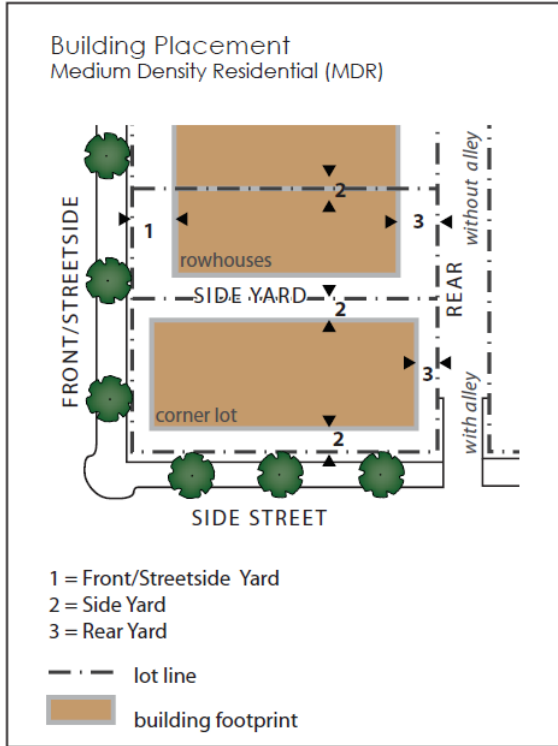 Building Placement
Medium Density Residential (MDR)
FRONT/STREETSIDE
2
1
3
without alley
rowhouses
SIDE YARD
REAR
2
3
corner lot
with alley
2
SIDE STREET
1 = Front/Streetside Yard
2 = Side Yard
3 = Rear Yard
lot line
building footprint